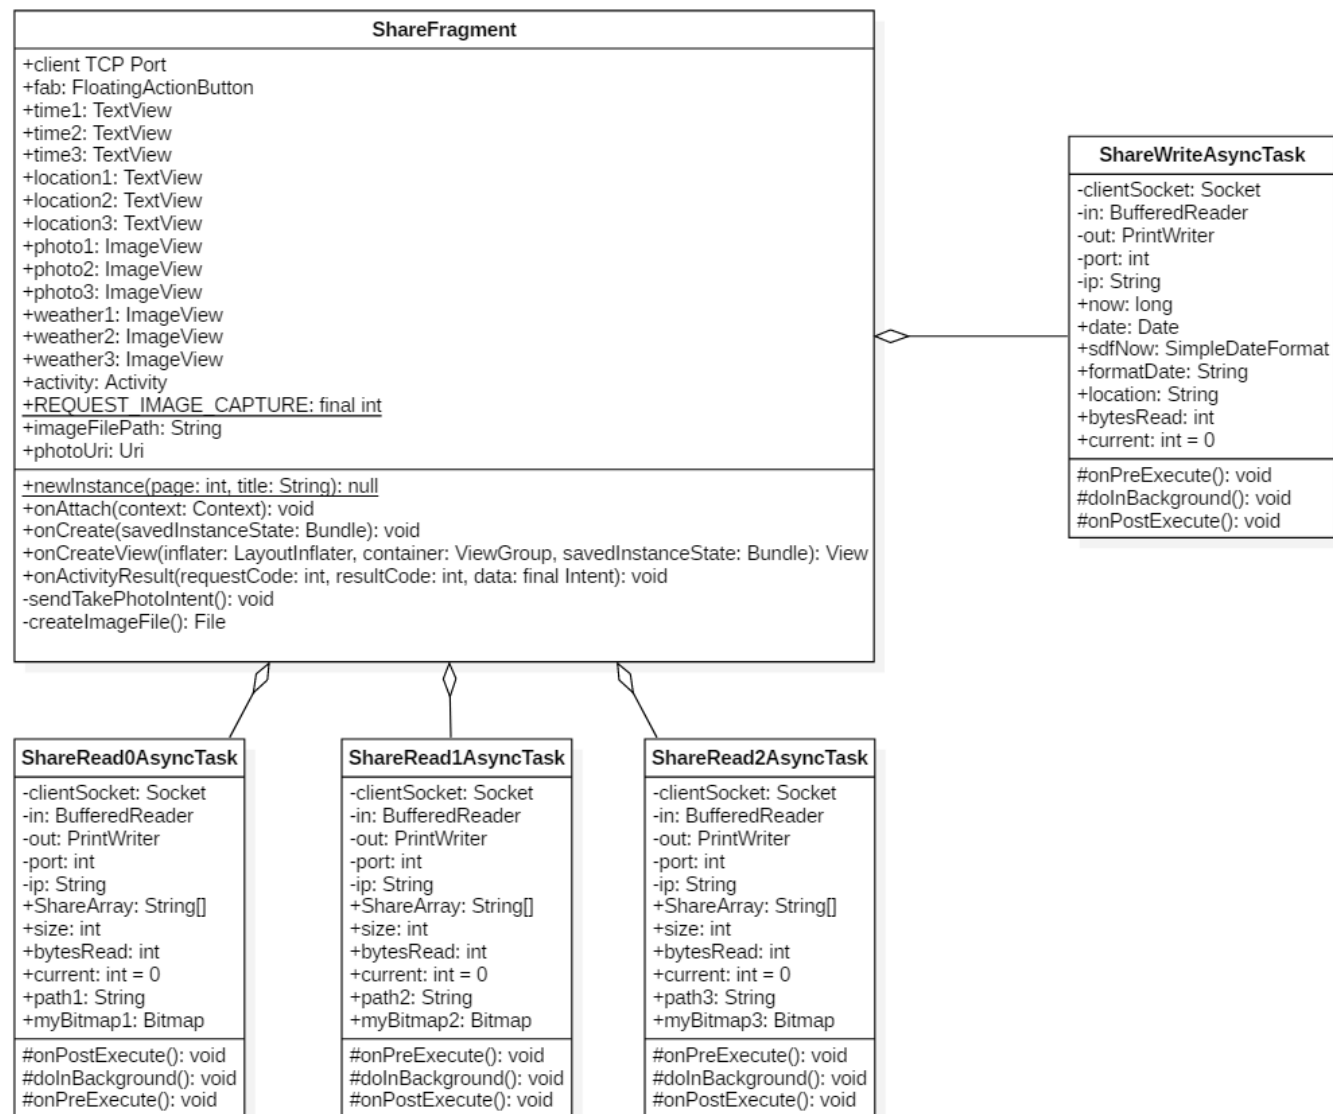 ShareFragment
+client TCP Port
+fab: FloatingActionButton
+time1: TextView
+time2: TextView
+time3: TextView
+location1: TextView
+location2: TextView
+location3: TextView
+photo1: ImageView
+photo2: ImageView
+photo3: ImageView
+weather1: ImageView
+weather2: ImageView
+weather3: ImageView
+activity: Activity
+REQUEST_IMAGE_CAPTURE: final int
+imageFilePath: String
+photoUri: Uri
+newInstance(page: int, title: String): null
+onAttach(context: Context): void
+onCreate(savedInstanceState: Bundle): void
+onCreateView(inflater: LayoutInflater, container: ViewGroup, savedInstanceState: Bundle): View
+onActivityResult(requestCode: int, resultCode: int, data: final Intent): void
-sendTakePhotoIntent(): void
-createImageFile(): File
ShareWriteAsyncTask
-clientSocket: Socket
-in: BufferedReader
-out: PrintWriter
-port: int
-ip: String
+now: long
+date: Date
+sdfNow: SimpleDateFormat
+formatDate: String
+location: String
+bytesRead: int
+current: int = 0
#onPreExecute(): void
#doInBackground(): void
#onPostExecute(): void
ShareRead0AsyncTask
-clientSocket: Socket
-in: BufferedReader
-out: PrintWriter
-port: int
-ip: String
+ShareArray: String[]
+size: int
+bytesRead: int
+current: int = 0
+path1: String
+myBitmap1: Bitmap
#onPostExecute(): void
#doInBackground(): void
#onPreExecute(): void
ShareRead1AsyncTask
-clientSocket: Socket
-in: BufferedReader
-out: PrintWriter
-port: int
-ip: String
+ShareArray: String[]
+size: int
+bytesRead: int
+current: int = 0
+path2: String
+myBitmap2: Bitmap
#onPreExecute(): void
#doInBackground(): void
#onPostExecute(): void
ShareRead2AsyncTask
-clientSocket: Socket
-in: BufferedReader
-out: PrintWriter
-port: int
-ip: String
+ShareArray: String[]
+size: int
+bytesRead: int
+current: int = 0
+path3: String
+myBitmap3: Bitmap
#onPreExecute(): void
#doInBackground(): void
#onPostExecute(): void